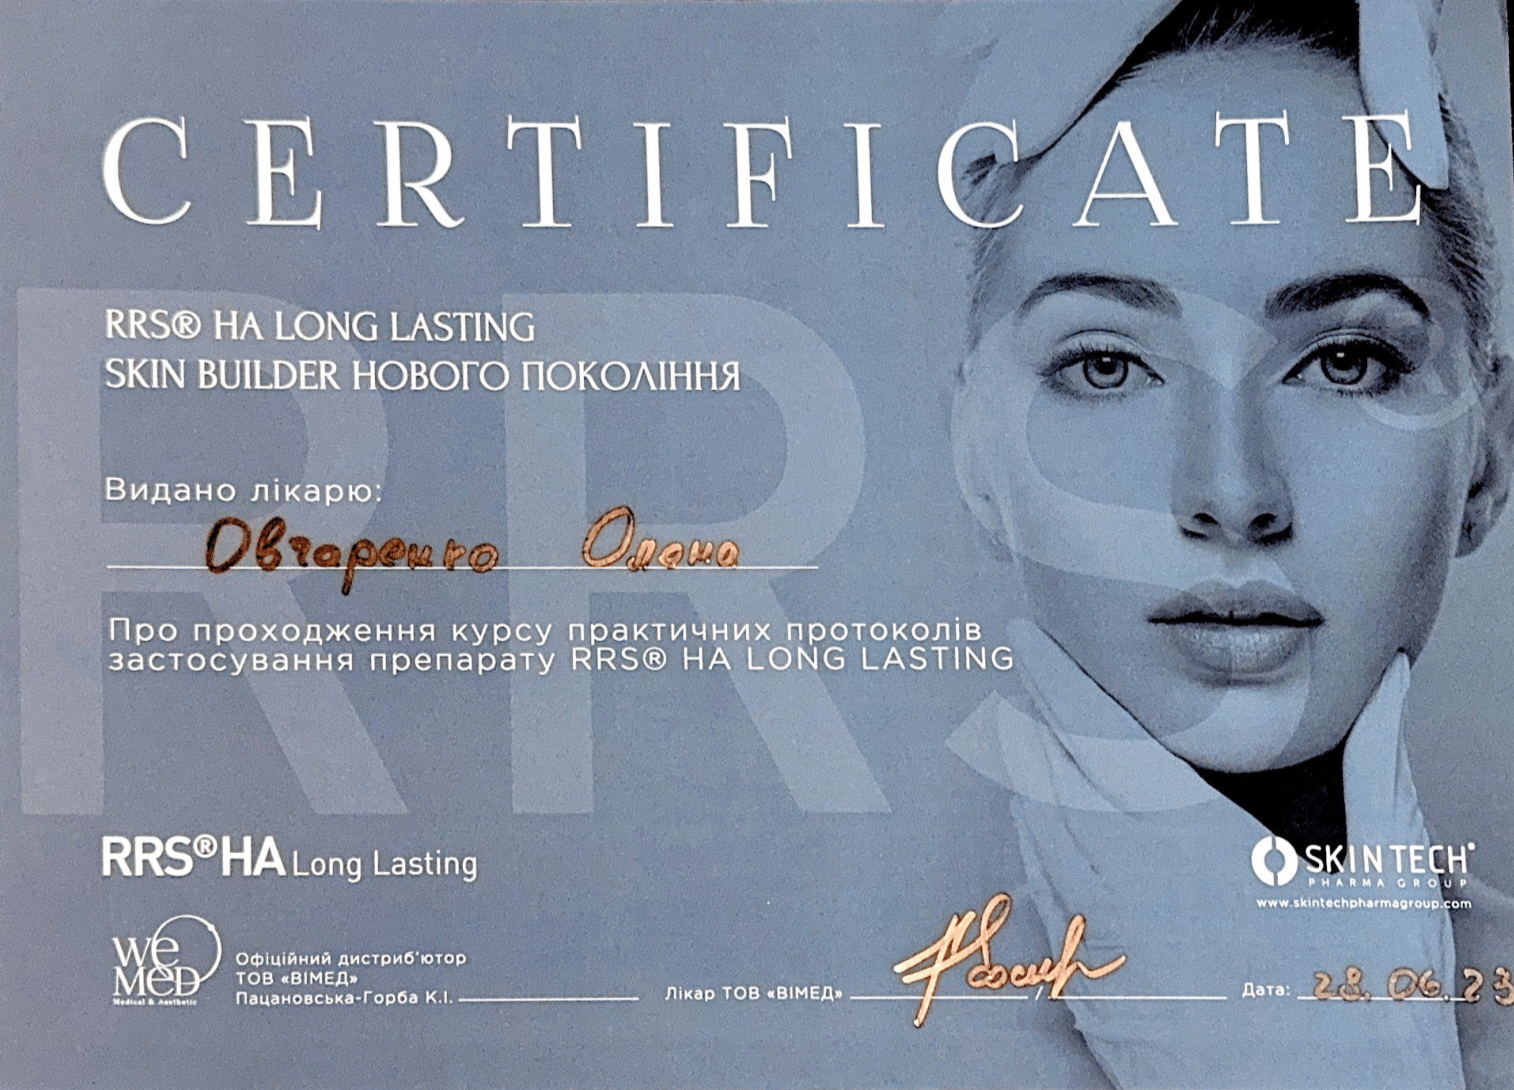 CERTIFICATE
RRS® HA LONG LASTING
SKIN BUILDER НОВОГО ПОКОЛІННЯ
Видано лікарю:
Овчаренко Олена
Про проходження курсу практичних протоколів
застосування препарату RRS® HA LONG LASTING
RRS® HA Long Lasting
SKIN TECH®
PHARMA GROUP
www.skintechpharmagroup.com
WeMeD
Medical & Aesthetic
Офіційний дистриб'ютор
ТОВ «ВІМЕД»
Пацановська-Горба К.І.
Лікар ТОВ «ВІМЕД» /
Дата: 28.06.23
RRS